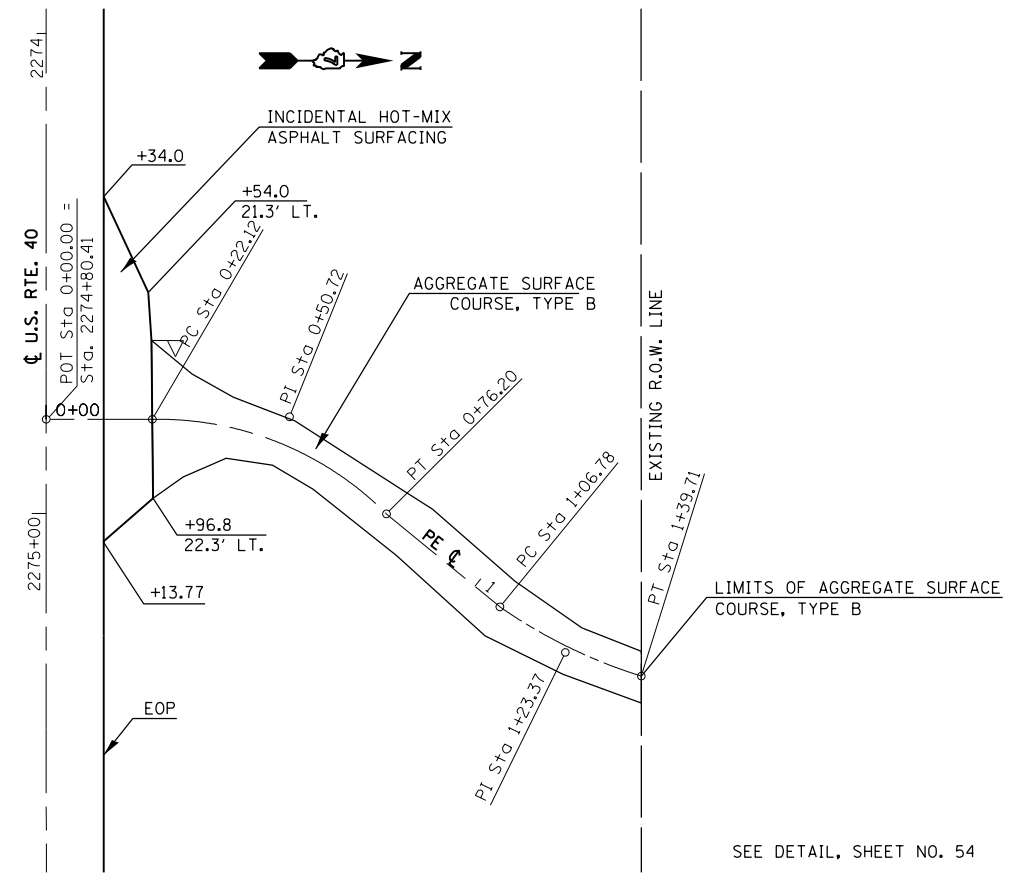 2274
N
INCIDENTAL HOT-MIX
ASPHALT SURFACING
+34.0
+54.0
21.3' LT.
℄ U.S. RTE. 40
POT Sta 0+00.00 =
Sta. 2274+80.41
PC Sta 0+22.12
PI Sta 0+50.72
AGGREGATE SURFACE
COURSE, TYPE B
EXISTING R.O.W. LINE
0+00
PT Sta 0+76.20
PC Sta 1+06.78
PT Sta 1+39.71
2275+00
+96.8
22.3' LT.
PE ℄
1
+13.77
LIMITS OF AGGREGATE SURFACE
COURSE, TYPE B
PI Sta 1+23.37
EOP
SEE DETAIL, SHEET NO. 54